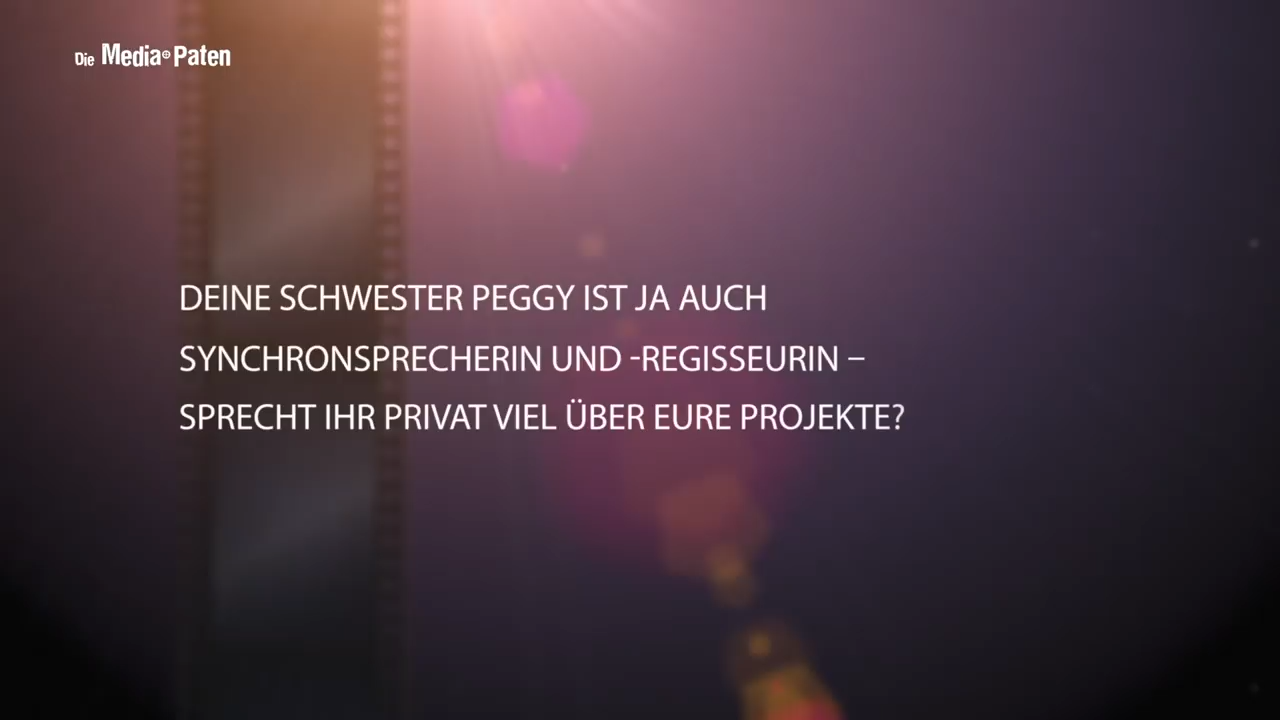 Die Media Paten
DEINE SCHWESTER PEGGY IST JA AUCH
SYNCHRONSPRECHERIN UND -REGISSEURIN –
SPRECHT IHR PRIVAT VIEL ÜBER EURE PROJEKTE?